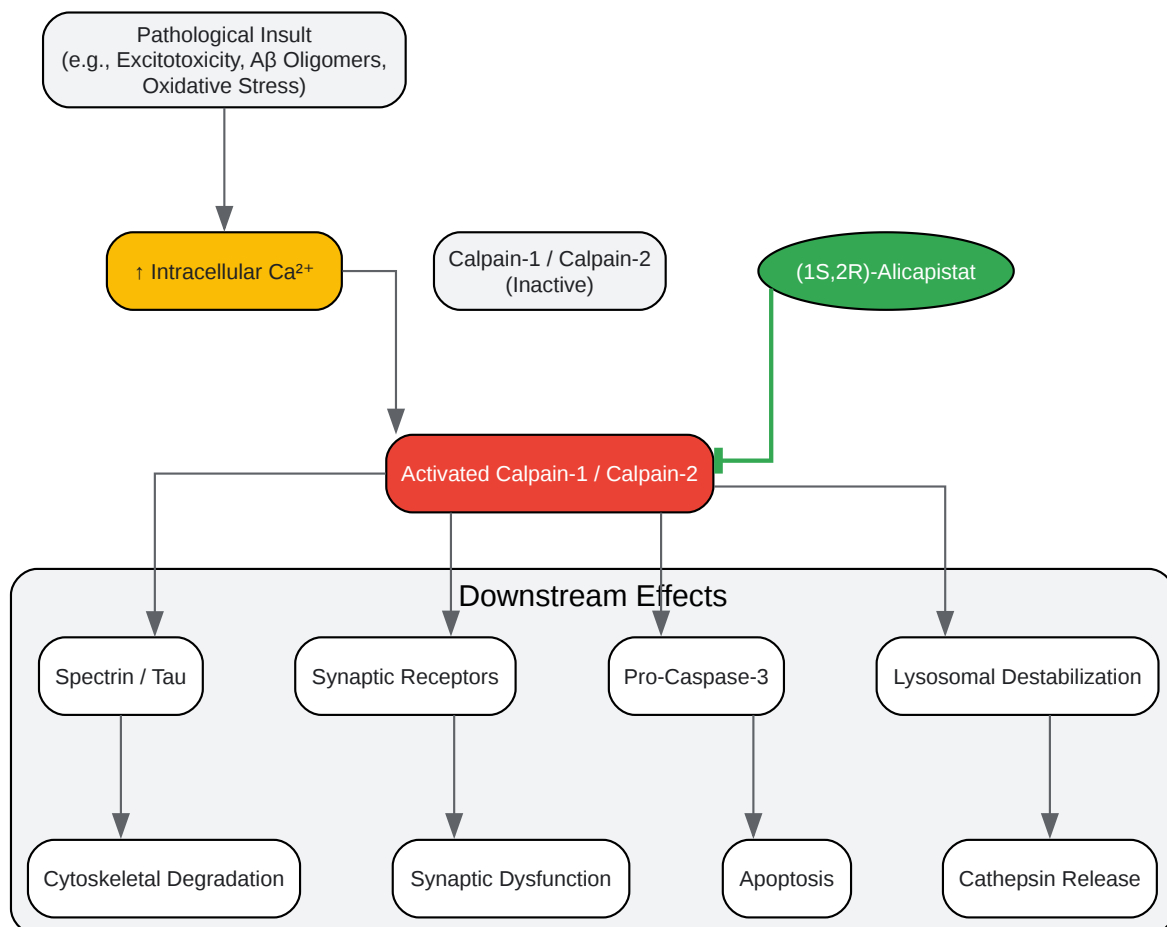 Pathological Insult
(e.g., Excitotoxicity, Aβ Oligomers,
Oxidative Stress)
↑ Intracellular Ca²⁺
Calpain-1 / Calpain-2
(Inactive)
(1S,2R)-Alicapistat
Activated Calpain-1 / Calpain-2
Downstream Effects
Spectrin / Tau
Synaptic Receptors
Pro-Caspase-3
Lysosomal Destabilization
Cytoskeletal Degradation
Synaptic Dysfunction
Apoptosis
Cathepsin Release